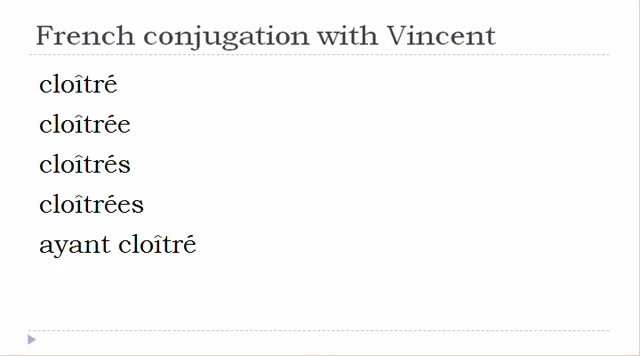 French conjugation with Vincent
cloîtré
cloîtrée
cloîtrés
cloîtrées
ayant cloîtré